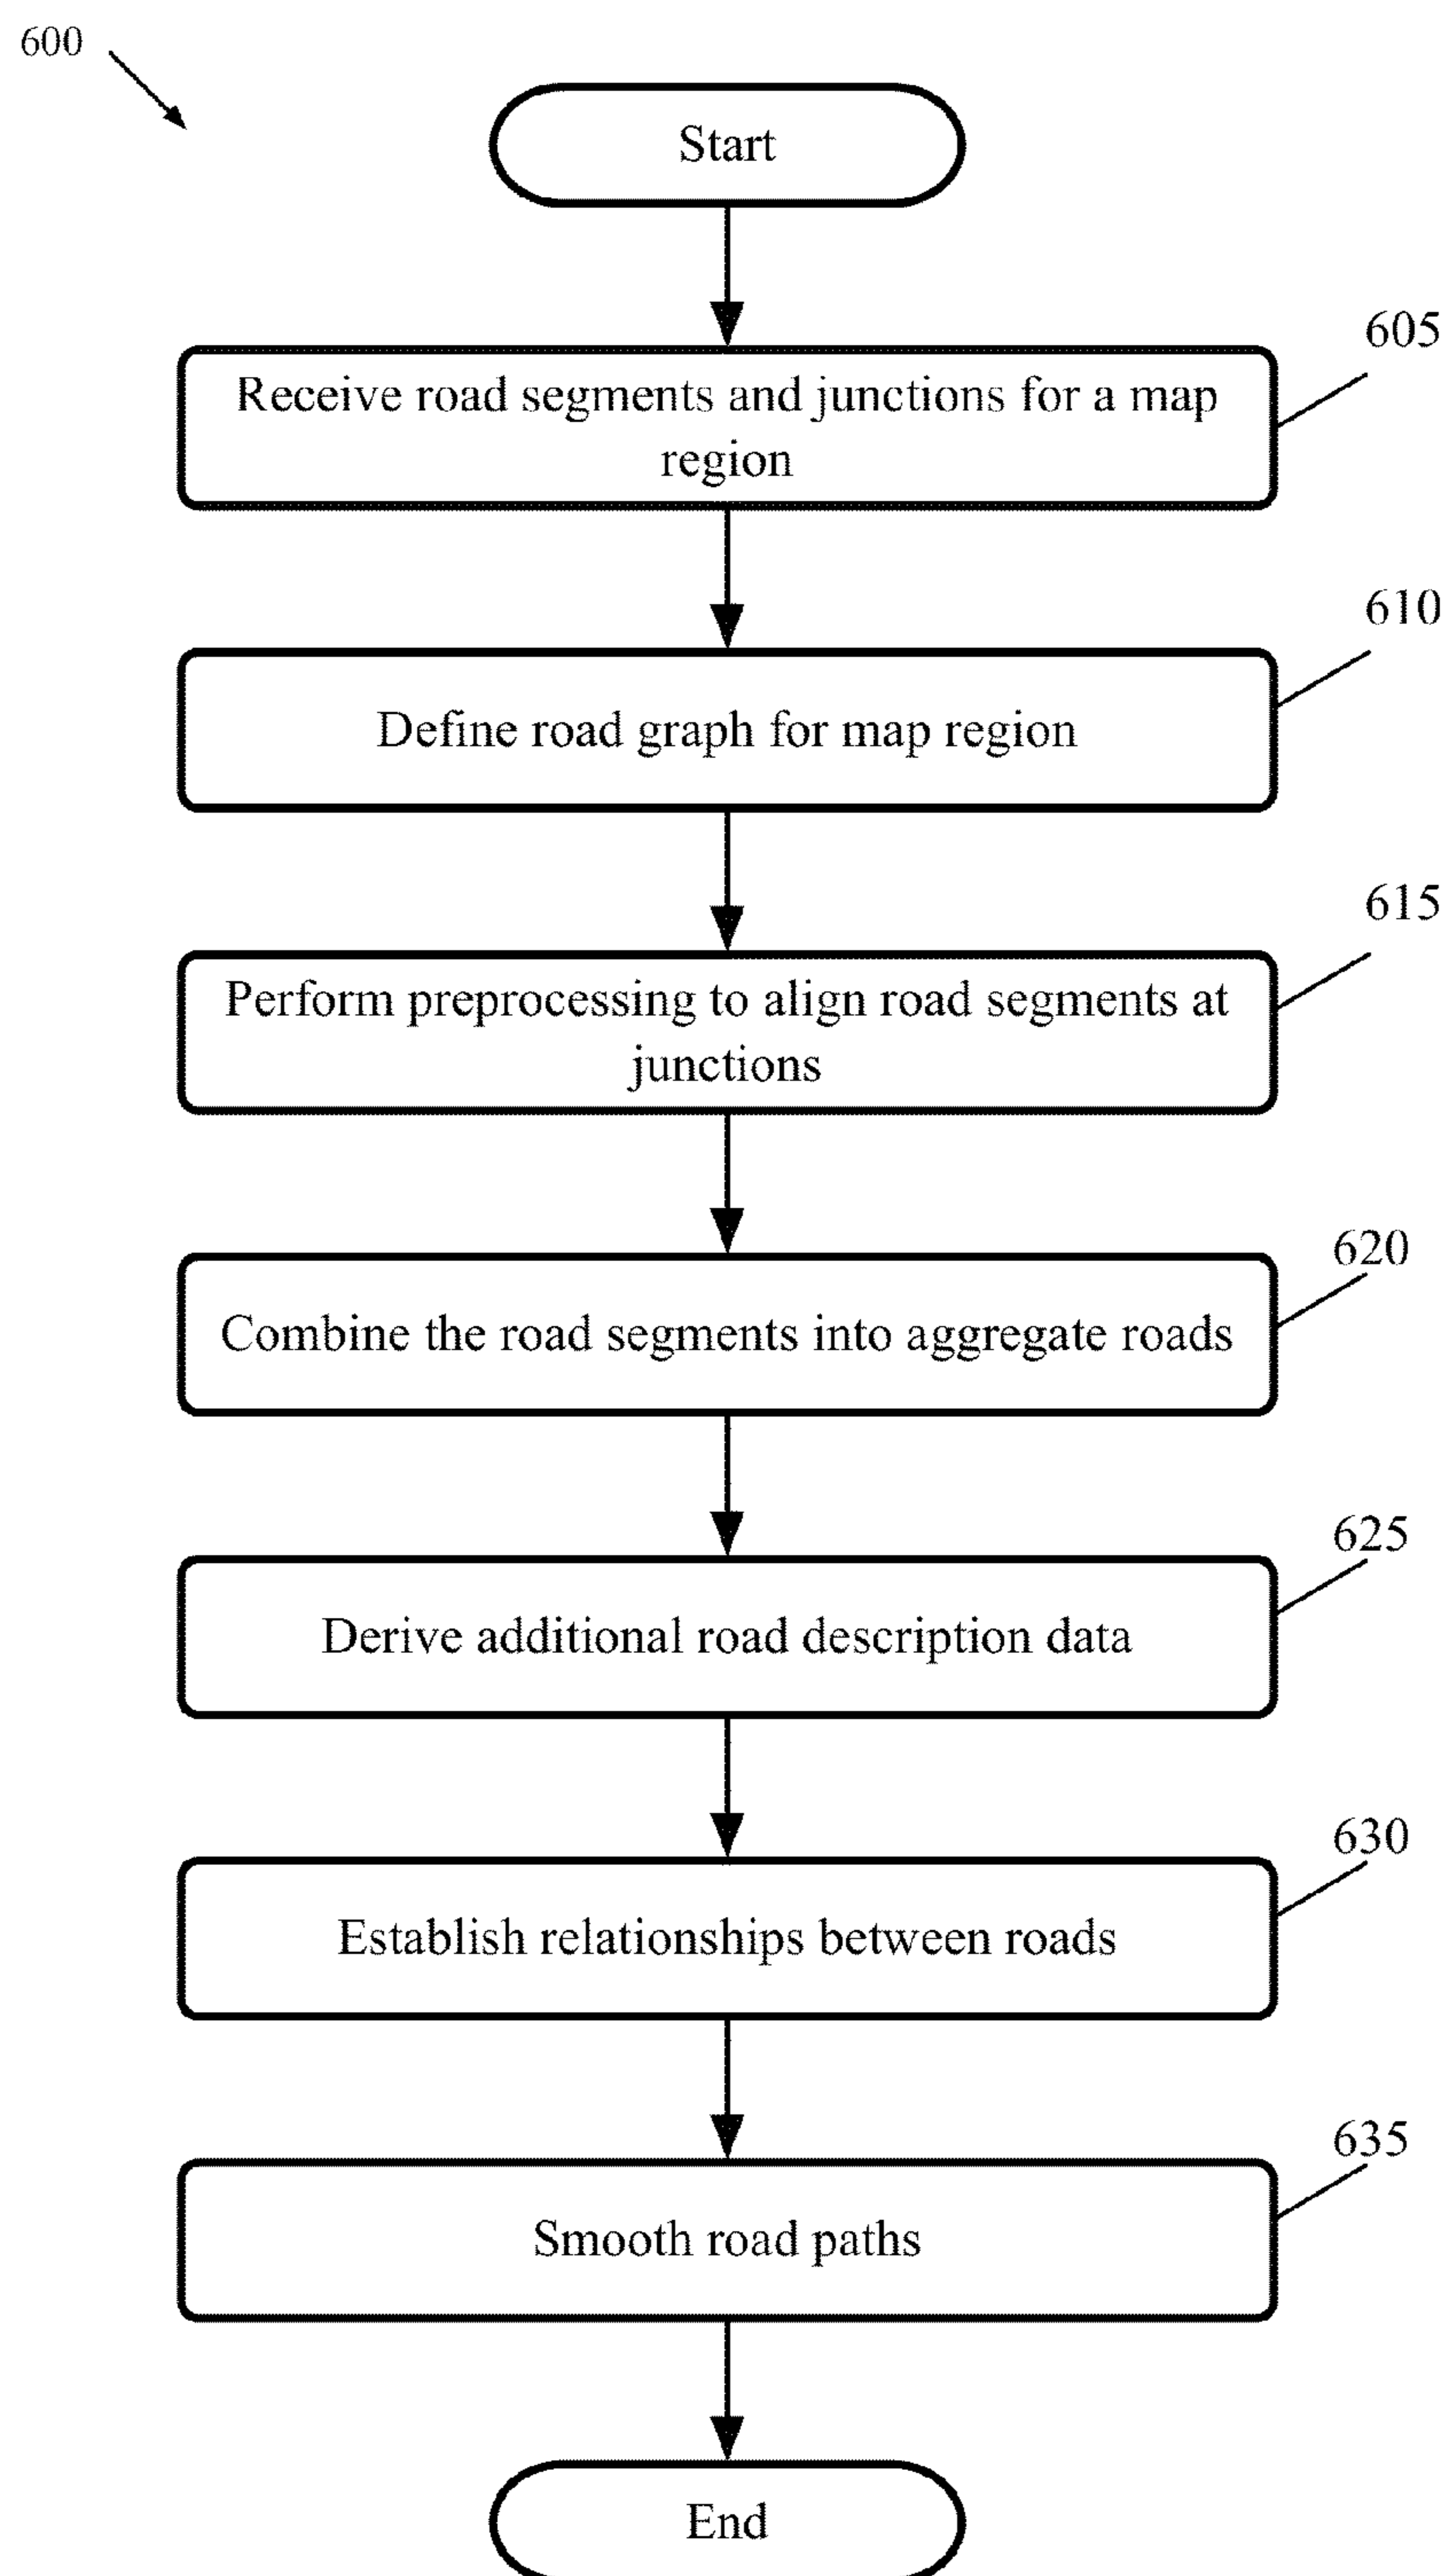 600
Start
605
Receive road segments and junctions for a map
region
610
Define road graph for map region
615
Perform preprocessing to align road segments at
junctions
620
Combine the road segments into aggregate roads
625
Derive additional road description data
630
Establish relationships between roads
635
Smooth road paths
End